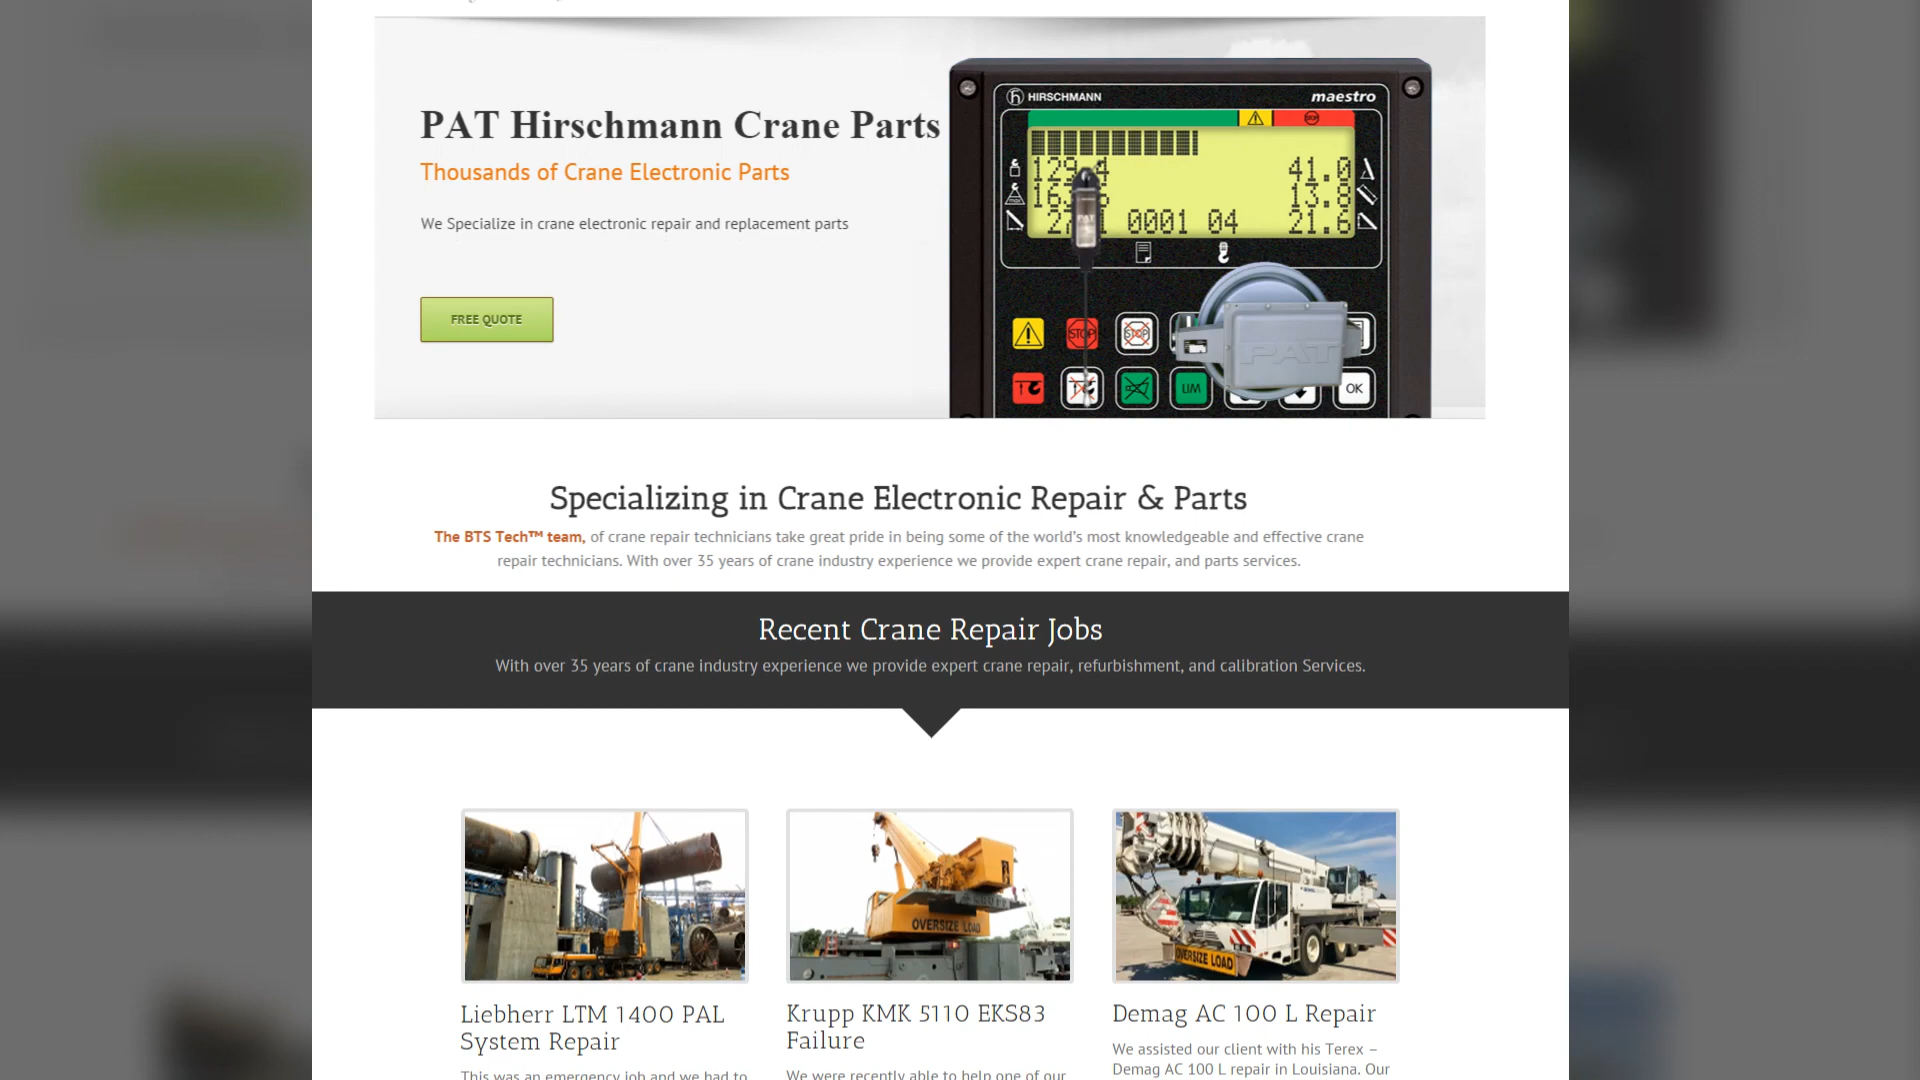 HIRSCHMANN
maestro
PAT Hirschmann Crane Parts
Thousands of Crane Electronic Parts
We Specialize in crane electronic repair and replacement parts
FREE QUOTE
41.0
13.8
0001 04
21.6
PAT
STOP
STOP
PAT
LIM
OK
Specializing in Crane Electronic Repair & Parts
The BTS Tech™ team, of crane repair technicians take great pride in being some of the world's most knowledgeable and effective crane
repair technicians. With over 35 years of crane industry experience we provide expert crane repair, and parts services.
Recent Crane Repair Jobs
With over 35 years of crane industry experience we provide expert crane repair, refurbishment, and calibration Services.
OVERSIZE LOAD
OVERSIZE LOAD
Liebherr LTM 1400 PAL
System Repair
This was an emergency job and we had to
Krupp KMK 5110 EKS83
Failure
We were recently able to help one of our
Demag AC 100 L Repair
We assisted our client with his Terex –
Demag AC 100 L repair in Louisiana. Our